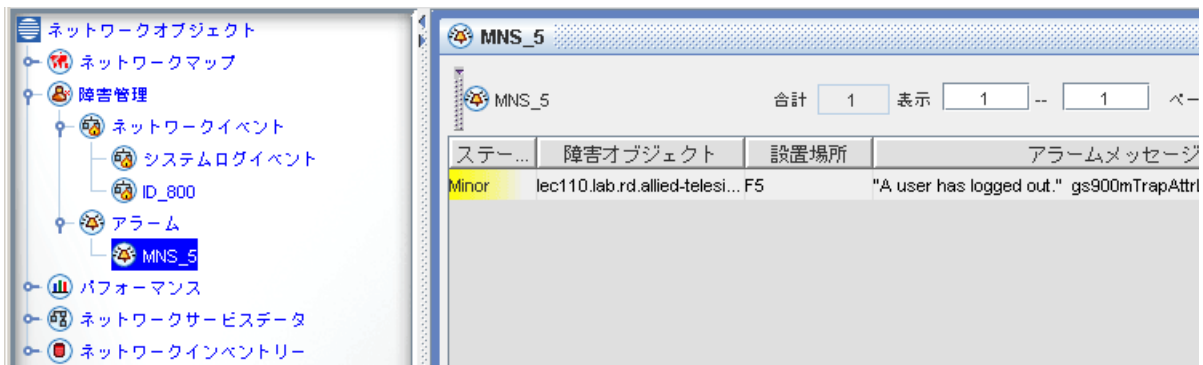 ネットワークオブジェクト
ネットワークマップ
障害管理
ネットワークイベント
システムログイベント
ID_800
アラーム
MNS_5
パフォーマンス
ネットワークサービスデータ
ネットワークインベントリー
MNS_5
MNS_5 合計 1 表示 1 -- 1 ペー
ステー... 障害オブジェクト 設置場所 アラームメッセージ
Minor lec110.lab.rd.allied-telesi... F5 "A user has logged out." gs900mTrapAttrI